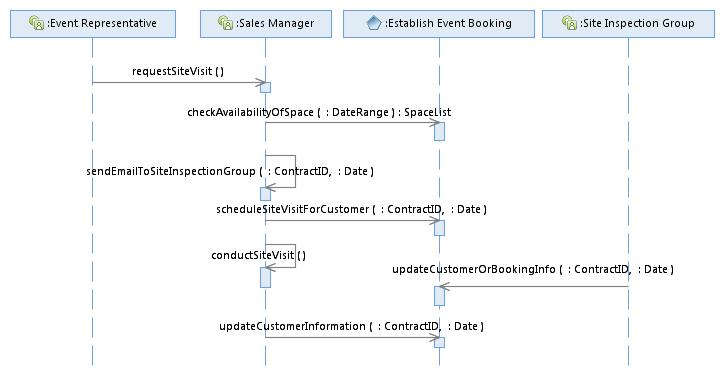 :Event Representative
:Sales Manager
:Establish Event Booking
:Site Inspection Group
requestSiteVisit ( )
checkAvailabilityOfSpace (  : DateRange ) : SpaceList
sendEmailToSiteInspectionGroup (  : ContractID,  : Date )
scheduleSiteVisitForCustomer (  : ContractID,  : Date )
conductSiteVisit ( )
updateCustomerOrBookingInfo (  : ContractID,  : Date )
updateCustomerInformation (  : ContractID,  : Date )